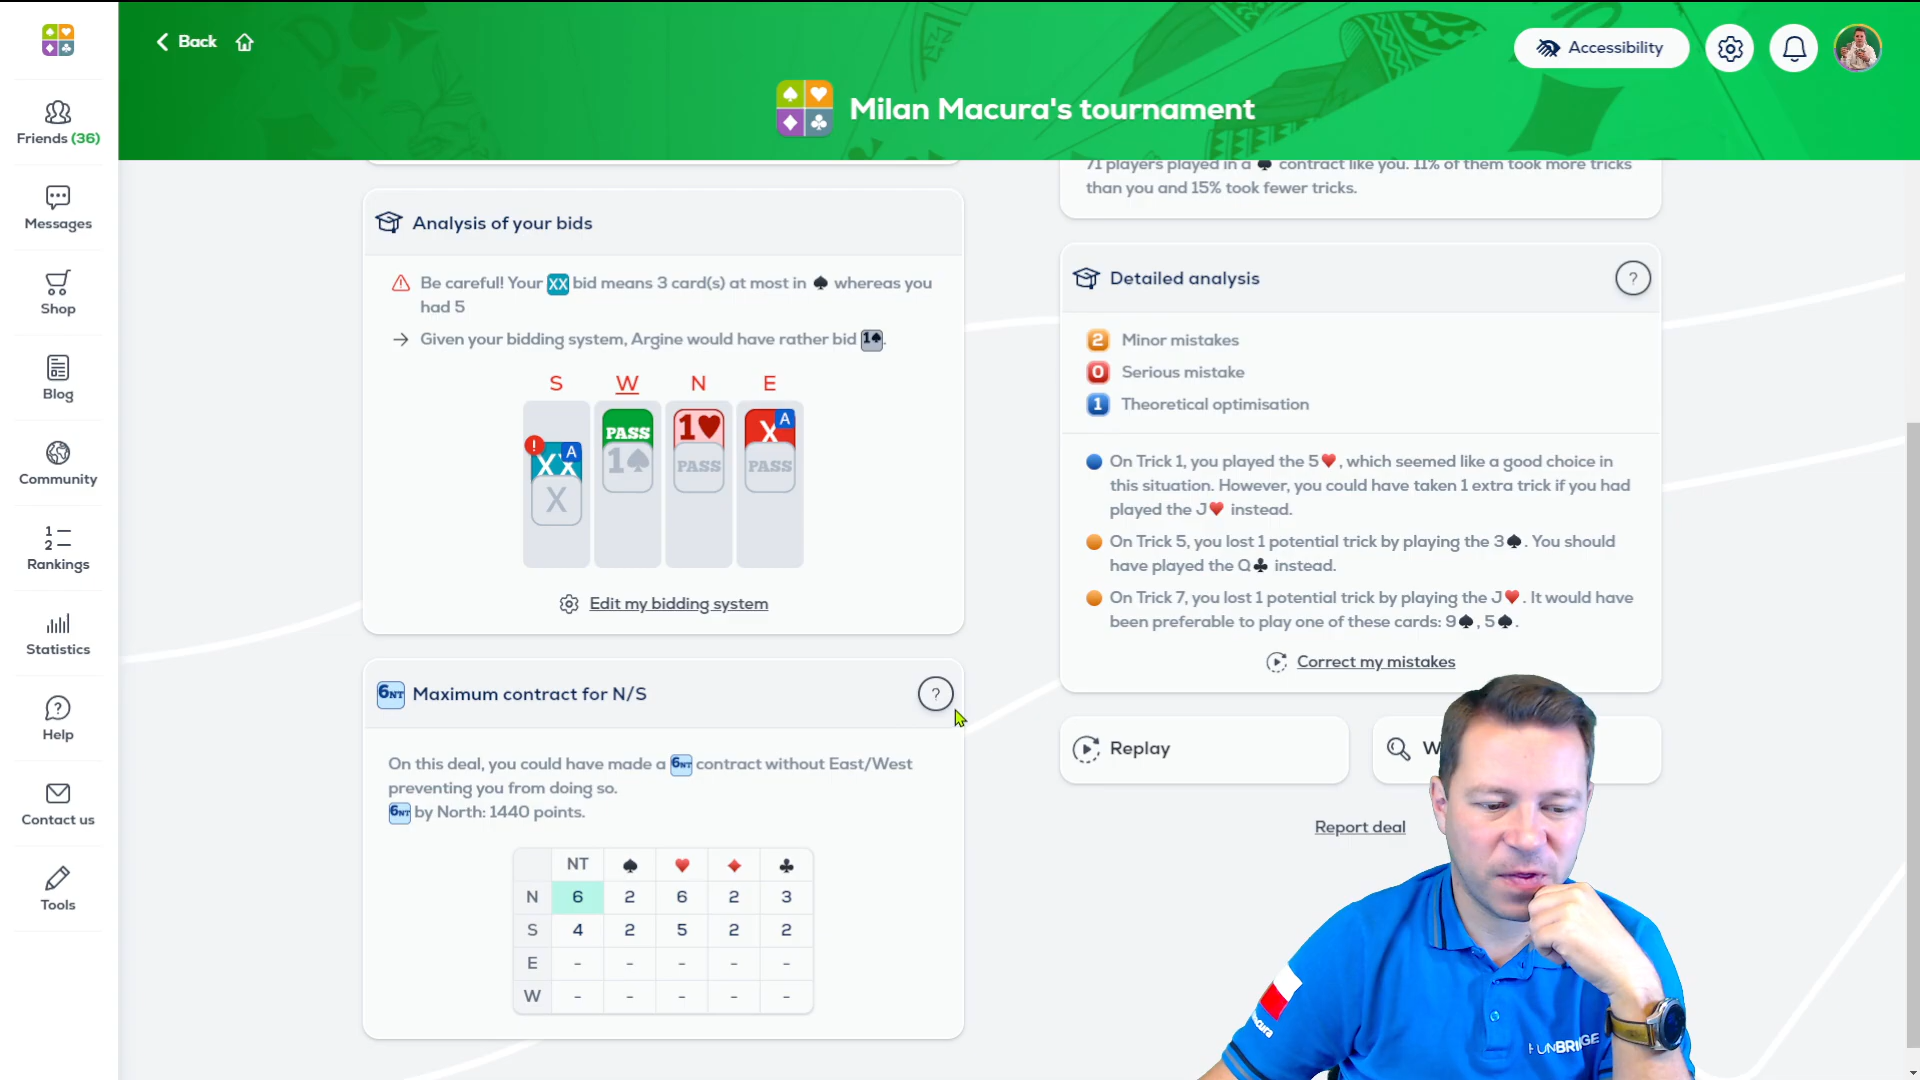 Back
Accessibility
Milan Macura's tournament
Friends (36)
Messages
Shop
Blog
Community
1
2
Rankings
Statistics
Help
Contact us
Tools
Analysis of your bids
Be careful! Your XX bid means 3 card(s) at most in ♠ whereas you
had 5
Given your bidding system, Argine would have rather bid 1♠.
S W N E
PASS 1♥ X A
! XX A 1♠ PASS PASS
X
Edit my bidding system
6NT Maximum contract for N/S ?
On this deal, you could have made a 6NT contract without East/West
preventing you from doing so.
6NT by North: 1440 points.
NT ♠ ♥ ♦ ♣
N 6 2 6 2 3
S 4 2 5 2 2
E - - - - -
W - - - - -
71 players played in a ♠ contract like you. 11% of them took more tricks
than you and 15% took fewer tricks.
Detailed analysis ?
2 Minor mistakes
0 Serious mistake
1 Theoretical optimisation
On Trick 1, you played the 5♥, which seemed like a good choice in
this situation. However, you could have taken 1 extra trick if you had
played the J♥ instead.
On Trick 5, you lost 1 potential trick by playing the 3♠. You should
have played the Q♣ instead.
On Trick 7, you lost 1 potential trick by playing the J♥. It would have
been preferable to play one of these cards: 9♠, 5♠.
Correct my mistakes
Replay
Report deal